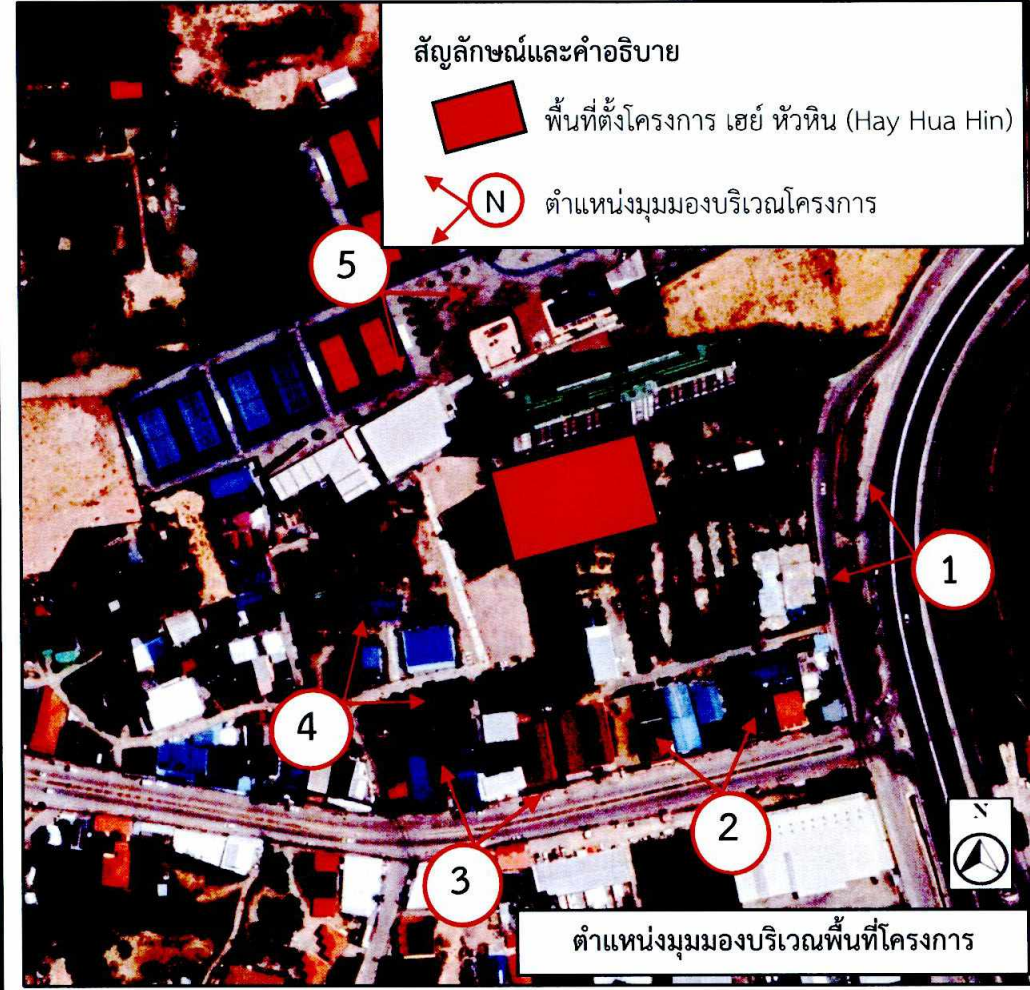 สัญลักษณ์และคำอธิบาย
พื้นที่ตั้งโครงการ เฮย์ หัวหิน (Hay Hua Hin)
N ตำแหน่งมุมมองบริเวณโครงการ
5
1
4
2
3
N
ตำแหน่งมุมมองบริเวณพื้นที่โครงการ